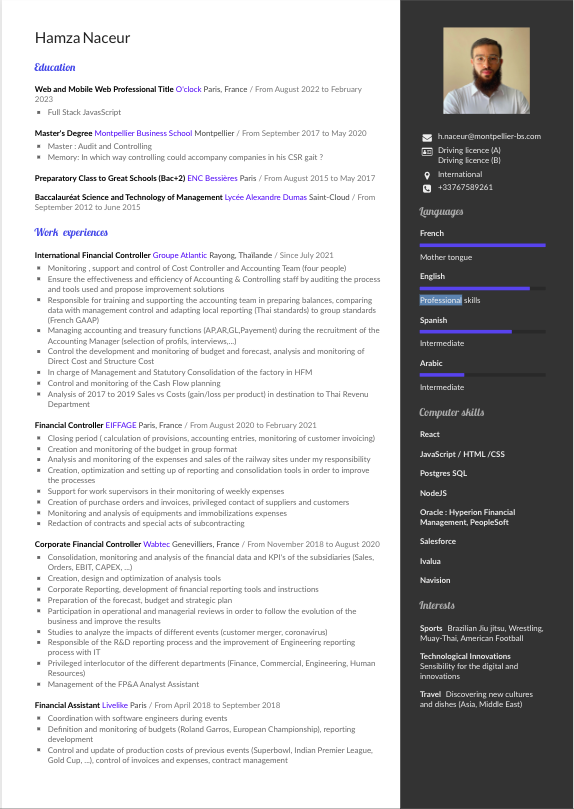 Hamza Naceur
Education
Web and Mobile Web Professional Title O'clock Paris, France / From August 2022 to February
2023
Full Stack JavasScript
Master's Degree Montpellier Business School Montpellier / From September 2017 to May 2020
Master : Audit and Controlling
Memory: In which way controlling could accompany companies in his CSR gait ?
Preparatory Class to Great Schools (Bac+2) ENC Bessières Paris / From August 2015 to May 2017
Baccalauréat Science and Technology of Management Lycée Alexandre Dumas Saint-Cloud / From
September 2012 to June 2015
Work experiences
International Financial Controller Groupe Atlantic Rayong, Thaïlande / Since July 2021
Monitoring , support and control of Cost Controller and Accounting Team (four people)
Ensure the effectiveness and efficiency of Accounting & Controlling staff by auditing the process
and tools used and propose improvement solutions
Responsible for training and supporting the accounting team in preparing balances, comparing
data with management control and adapting local reporting (Thai standards) to group standards
(French GAAP)
Managing accounting and treasury functions (AP,AR,GL,Payement) during the recruitment of the
Accounting Manager (selection of profils, interviews,...)
Control the development and monitoring of budget and forecast, analysis and monitoring of
Direct Cost and Structure Cost
In charge of Management and Statutory Consolidation of the factory in HFM
Control and monitoring of the Cash Flow planning
Analysis of 2017 to 2019 Sales vs Costs (gain/loss per product) in destination to Thai Revenu
Department
Financial Controller EIFFAGE Paris, France / From August 2020 to February 2021
Closing period ( calculation of provisions, accounting entries, monitoring of customer invoicing)
Creation and monitoring of the budget in group format
Analysis and monitoring of the expenses and sales of the railway sites under my responsibility
Creation, optimization and setting up of reporting and consolidation tools in order to improve
the processes
Support for work supervisors in their monitoring of weekly expenses
Creation of purchase orders and invoices, privileged contact of suppliers and customers
Monitoring and analysis of equipments and immobilizations expenses
Redaction of contracts and special acts of subcontracting
Corporate Financial Controller Wabtec Genevilliers, France / From November 2018 to August 2020
Consolidation, monitoring and analysis of the financial data and KPI's of the subsidiaries (Sales,
Orders, EBIT, CAPEX, ...)
Creation, design and optimization of analysis tools
Corporate Reporting, development of financial reporting tools and instructions
Preparation of the forecast, budget and strategic plan
Participation in operational and managerial reviews in order to follow the evolution of the
business and improve the results
Studies to analyze the impacts of different events (customer merger, coronavirus)
Responsible of the R&D reporting process and the improvement of Engineering reporting
process with IT
Privileged interlocutor of the different departments (Finance, Commercial, Engineering, Human
Resources)
Management of the FP&A Analyst Assistant
Financial Assistant Livelike Paris / From April 2018 to September 2018
Coordination with software engineers during events
Definition and monitoring of budgets (Roland Garros, European Championship), reporting
development
Control and update of production costs of previous events (Superbowl, Indian Premier League,
Gold Cup, ...), control of invoices and expenses, contract management
h.naceur@montpellier-bs.com
Driving licence (A)
Driving licence (B)
International
+33767589261
Languages
French
Mother tongue
English
Professional skills
Spanish
Intermediate
Arabic
Intermediate
Computer skills
React
JavaScript / HTML /CSS
Postgres SQL
NodeJS
Oracle : Hyperion Financial
Management, PeopleSoft
Salesforce
Ivalua
Navision
Interests
Sports Brazilian Jiu jitsu, Wrestling,
Muay-Thai, American Football
Technological Innovations
Sensibility for the digital and
innovations
Travel Discovering new cultures
and dishes (Asia, Middle East)